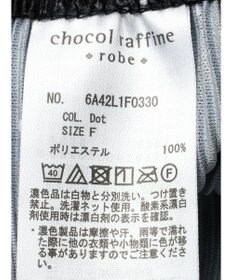 chocol raffine
◆ robe ◆
NO. 6A42L1F0330
COL. Dot
SIZE F
ポリエステル 100%
40
濃色品は白物と分別洗い。つけ置き
禁止。洗濯ネット使用。酸素系漂白
剤使用時は漂白剤の表示を確認。
・濃色製品は摩擦や汗、雨等で濡れ
た際に他の衣類や小物類に色が移
る事がありますのでご注意下さい。